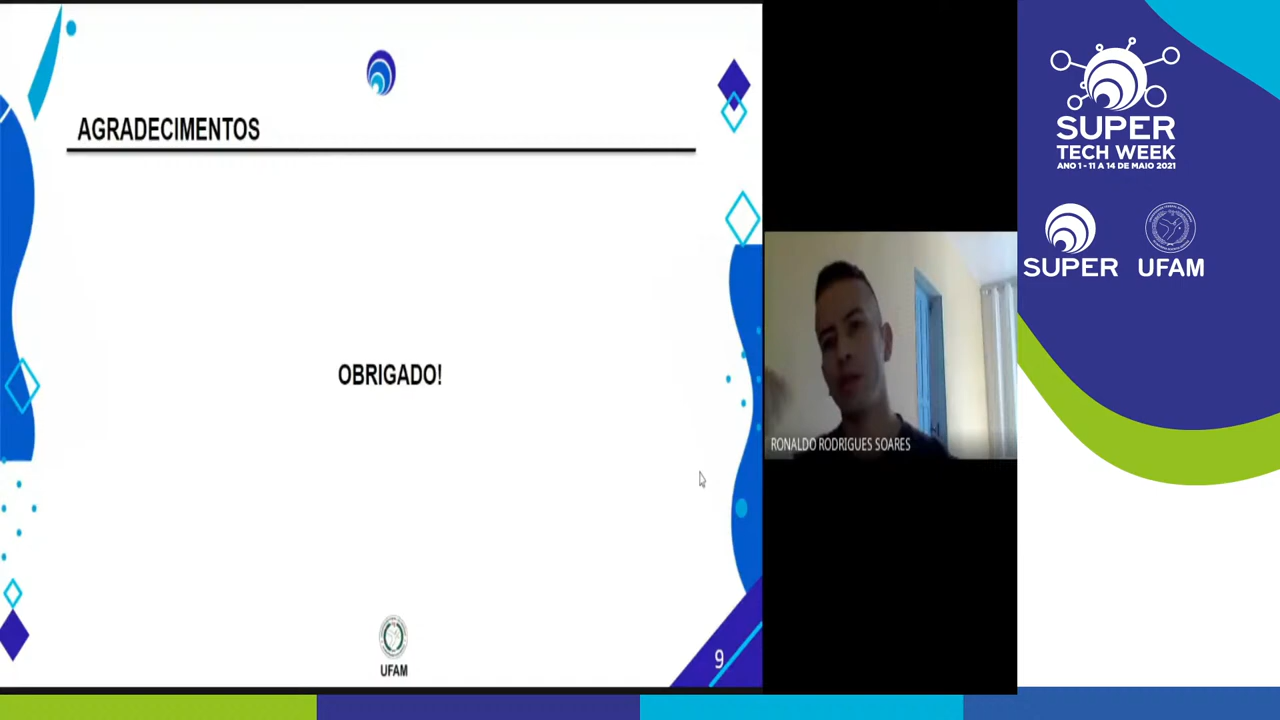 AGRADECIMENTOS
OBRIGADO!
UFAM
9
RONALDO RODRIGUES SOARES
SUPER
TECH WEEK
ANO 1 - 11 A 14 DE MAIO 2021
SUPER
UFAM